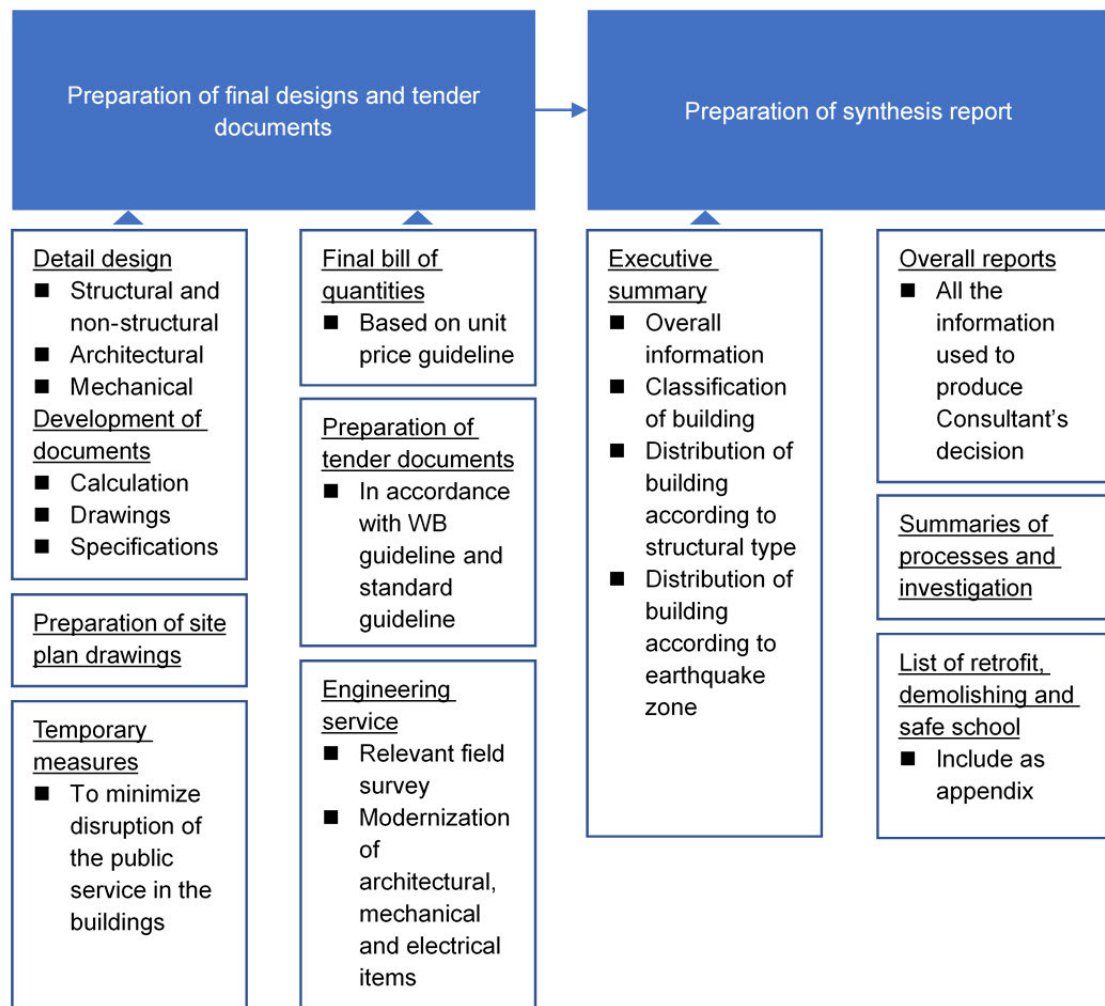 Preparation of final designs and tender
documents
Preparation of synthesis report
Detail design
■ Structural and
non-structural
■ Architectural
■ Mechanical
Development of
documents
■ Calculation
■ Drawings
■ Specifications
Preparation of site
plan drawings
Temporary
measures
■ To minimize
disruption of
the public
service in the
buildings
Final bill of
quantities
■ Based on unit
price guideline
Preparation of
tender documents
■ In accordance
with WB
guideline and
standard
guideline
Engineering
service
■ Relevant field
survey
■ Modernization
of
architectural,
mechanical
and electrical
items
Executive
summary
■ Overall
information
■ Classification
of building
■ Distribution of
building
according to
structural type
■ Distribution of
building
according to
earthquake
zone
Overall reports
■ All the
information
used to
produce
Consultant's
decision
Summaries of
processes and
investigation
List of retrofit,
demolishing and
safe school
■ Include as
appendix